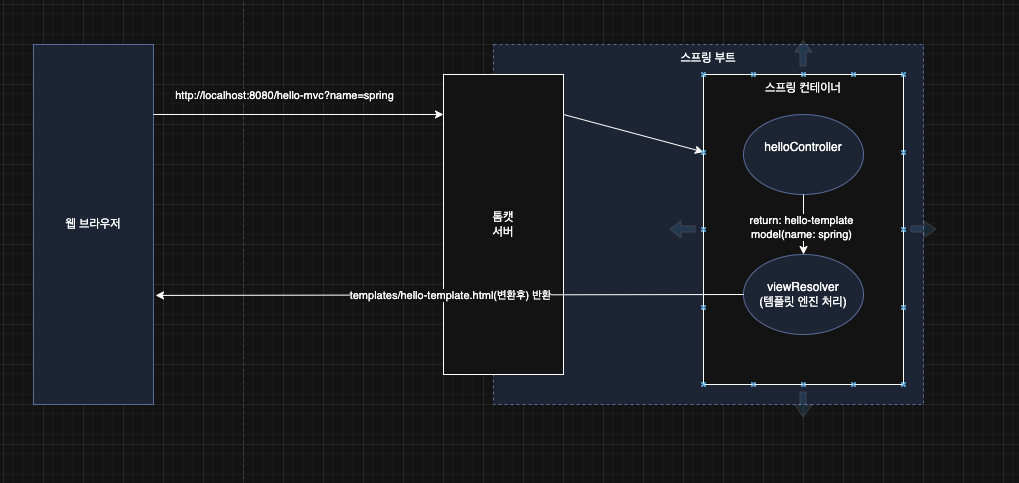 스프링 부트
스프링 컨테이너
http://localhost:8080/hello-mvc?name=spring
helloController
웹 브라우저
톰캣
서버
return: hello-template
model(name: spring)
templates/hello-template.html(변환후) 반환
viewResolver
(템플릿 엔진 처리)